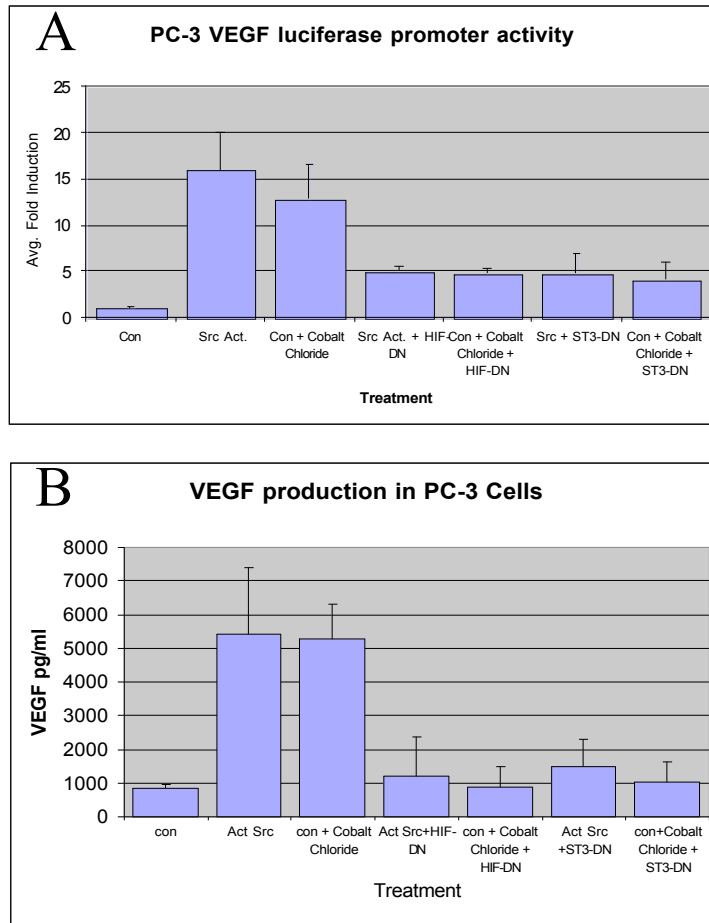 A
PC-3 VEGF luciferase promoter activity
Avg. Fold Induction
25
20
15
10
5
0
Con
Src Act.
Con + Cobalt
Chloride
Src Act. + HIF-
DN
Con + Cobalt
Chloride +
HIF-DN
Src + ST3-DN
Con + Cobalt
Chloride +
ST3-DN
Treatment
B
VEGF production in PC-3 Cells
VEGF pg/ml
8000
7000
6000
5000
4000
3000
2000
1000
0
con
Act Src
con + Cobalt
Chloride
Act Src+HIF-
DN
con + Cobalt
Chloride +
HIF-DN
Act Src
+ST3-DN
con+Cobalt
Chloride +
ST3-DN
Treatment